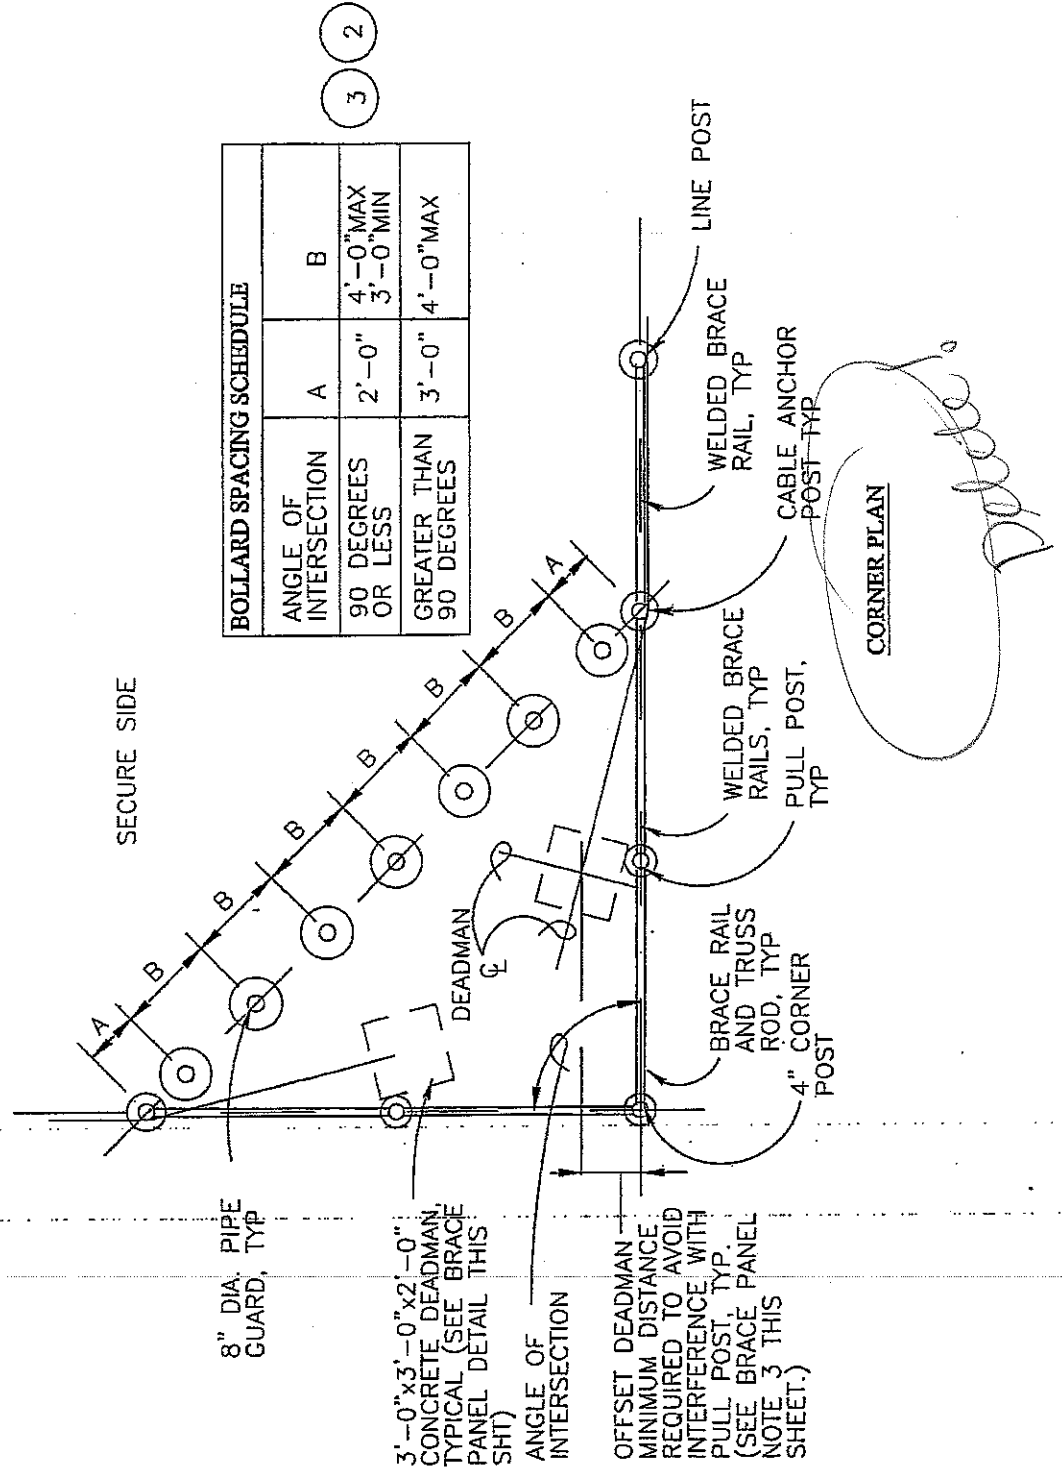 BOLLARD SPACING SCHEDULE
ANGLE OF
INTERSECTION
A
B
90 DEGREES
OR LESS
2'-0"
4'-0"MAX
3'-0"MIN
GREATER THAN
90 DEGREES
3'-0"
4'-0"MAX
3
2
SECURE SIDE
A
B
B
B
B
B
B
A
8" DIA. PIPE
GUARD, TYP
3'-0"x3'-0"x2'-0"
CONCRETE DEADMAN,
TYPICAL (SEE BRACE
PANEL DETAIL THIS
SHT)
ANGLE OF
INTERSECTION
OFFSET DEADMAN
MINIMUM DISTANCE
REQUIRED TO AVOID
INTERFERENCE WITH
PULL POST, TYP.
(SEE BRACE PANEL
NOTE 3 THIS
SHEET.)
DEADMAN
CL
BRACE RAIL
AND TRUSS
ROD, TYP
4" CORNER
POST
WELDED BRACE
RAILS, TYP
PULL POST,
TYP
WELDED BRACE
RAIL, TYP
CABLE ANCHOR
POST TYP
LINE POST
CORNER PLAN